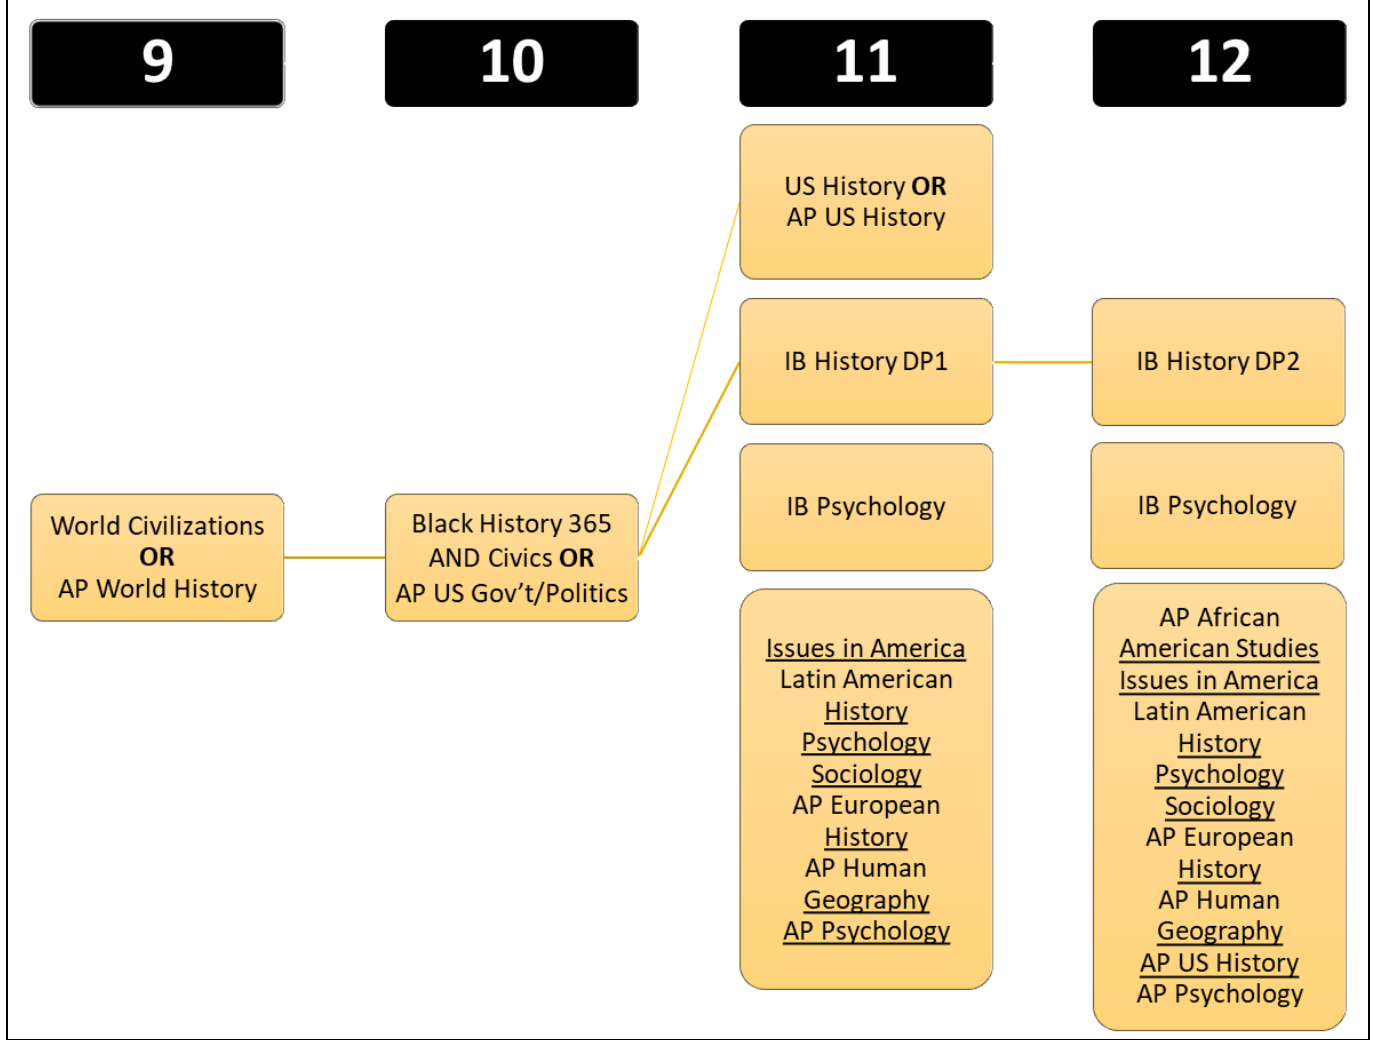 9
10
11
12
World Civilizations
OR
AP World History
Black History 365
AND Civics OR
AP US Gov’t/Politics
US History OR
AP US History
IB History DP1
IB Psychology
Issues in America
Latin American
History
Psychology
Sociology
AP European
History
AP Human
Geography
AP Psychology
IB History DP2
IB Psychology
AP African
American Studies
Issues in America
Latin American
History
Psychology
Sociology
AP European
History
AP Human
Geography
AP US History
AP Psychology